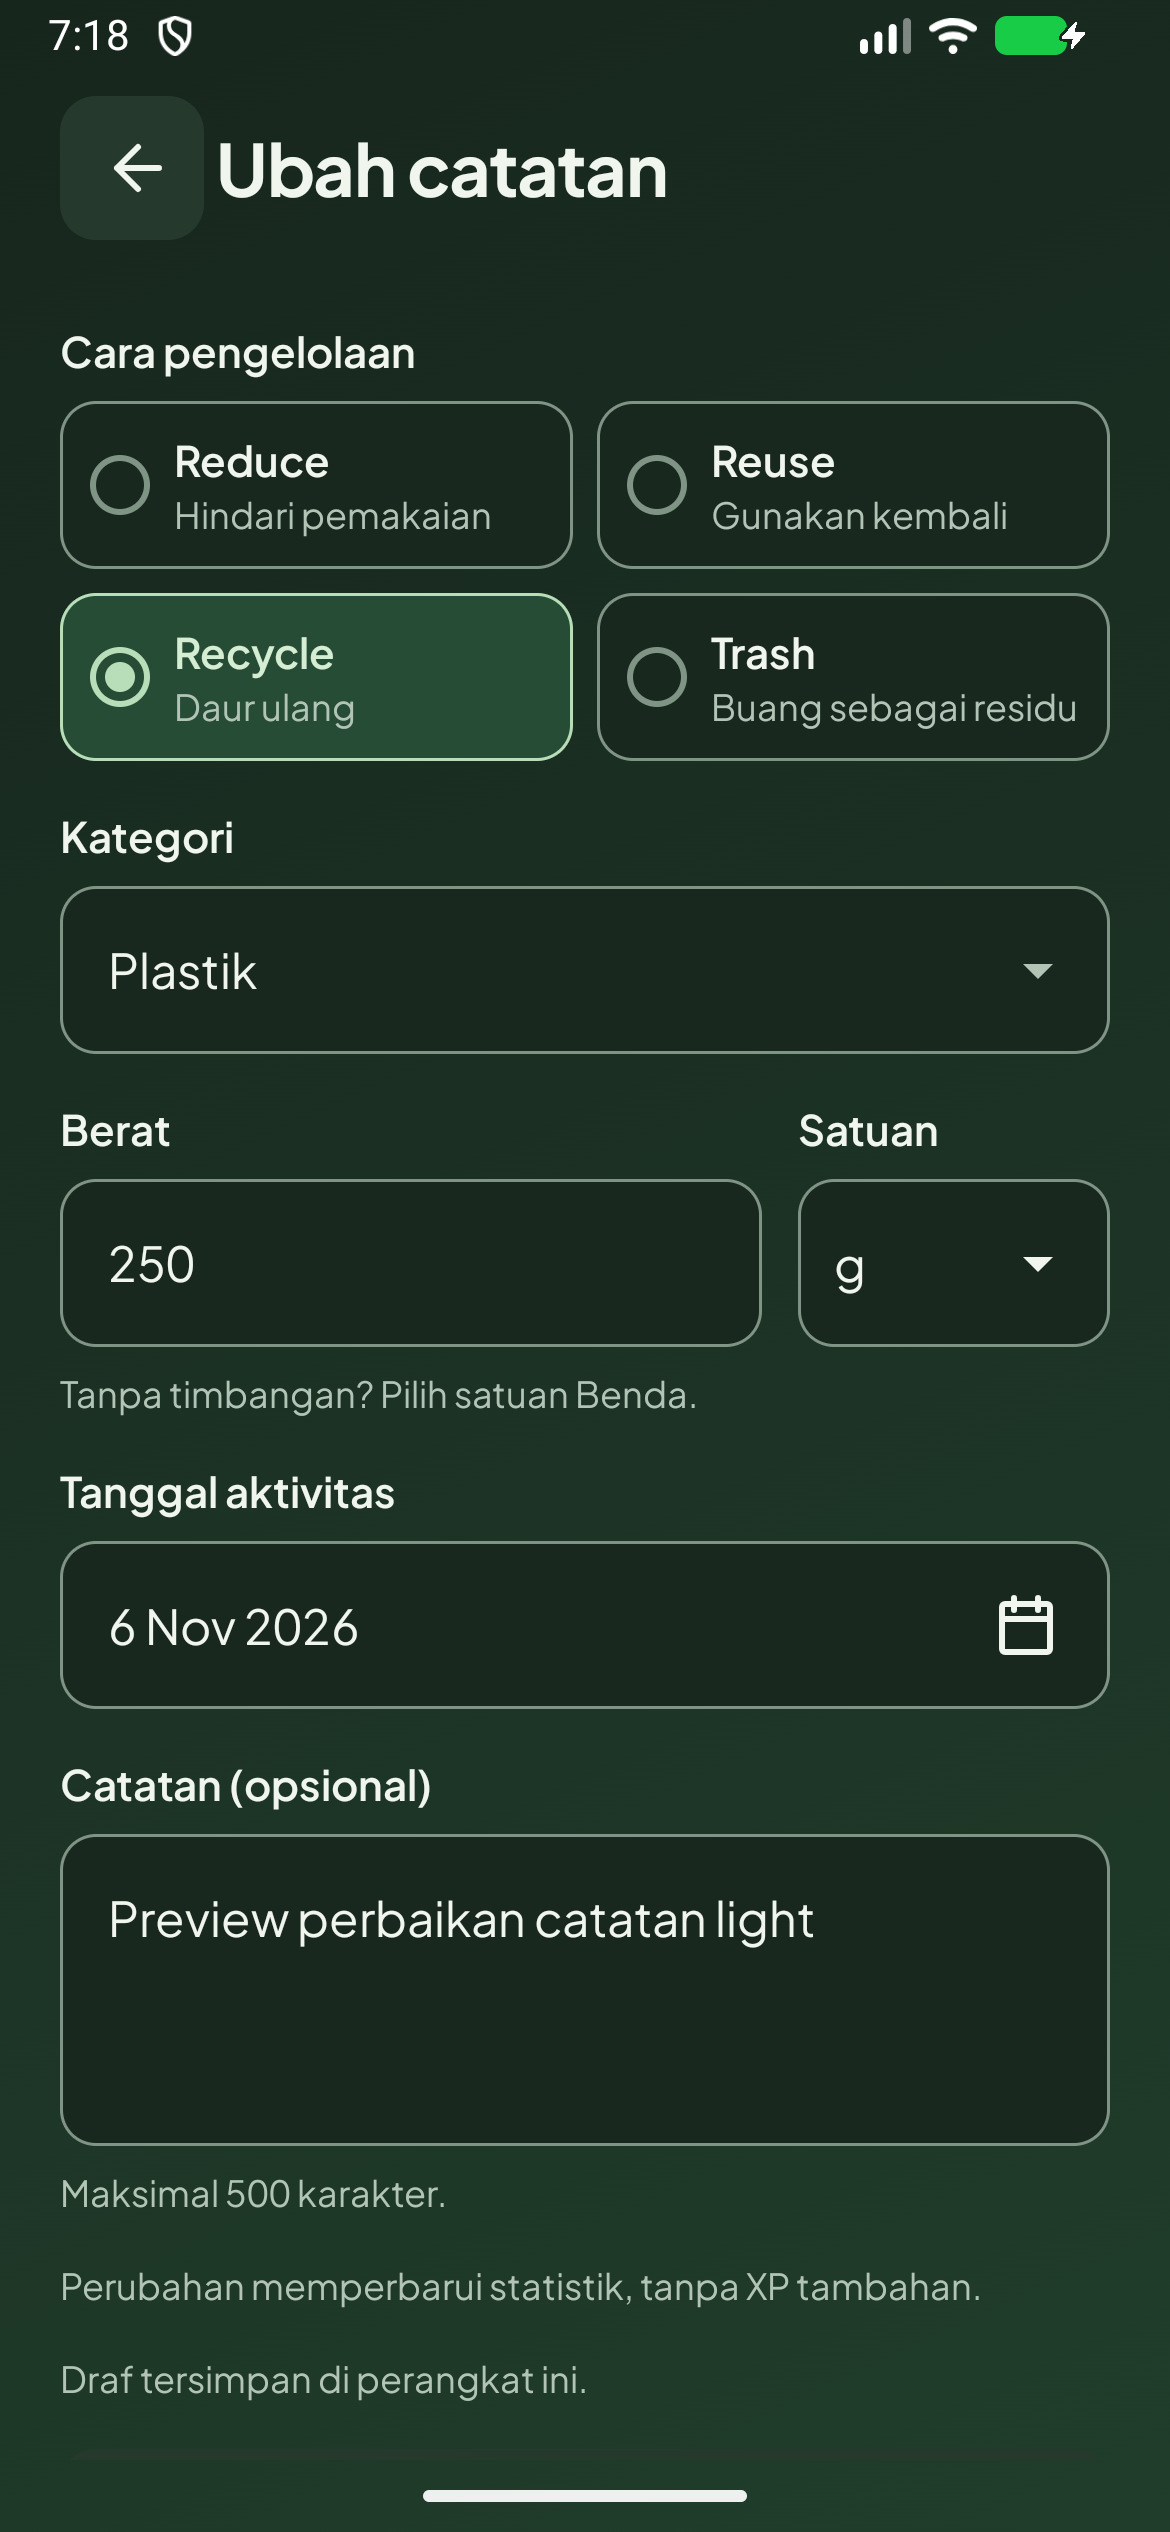 7:18
Ubah catatan
Cara pengelolaan
Reduce
Hindari pemakaian
Reuse
Gunakan kembali
Recycle
Daur ulang
Trash
Buang sebagai residu
Kategori
Plastik
Berat
Satuan
250
g
Tanpa timbangan? Pilih satuan Benda.
Tanggal aktivitas
6 Nov 2026
Catatan (opsional)
Preview perbaikan catatan light
Maksimal 500 karakter.
Perubahan memperbarui statistik, tanpa XP tambahan.
Draf tersimpan di perangkat ini.